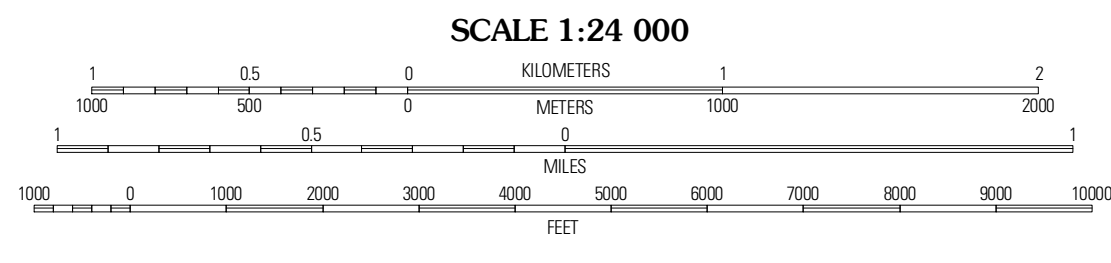 SCALE 1:24 000
1 0.5 0 KILOMETERS 1 2
1000 500 0 METERS 1000 2000
1 0.5 0 1
MILES
1000 0 1000 2000 3000 4000 5000 6000 7000 8000 9000 10000
FEET